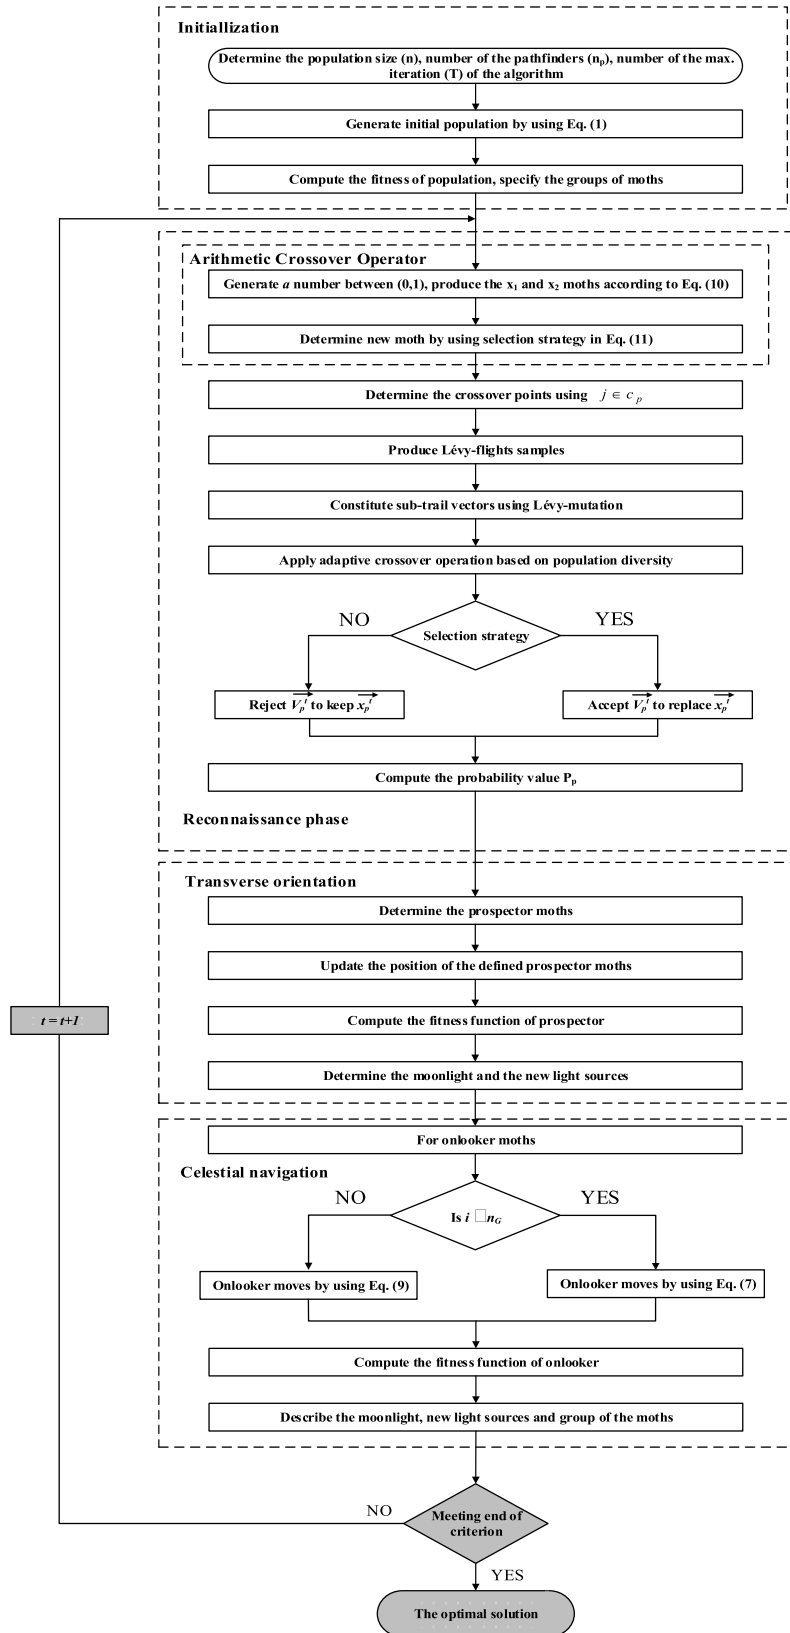 Initiallization
Determine the population size (n), number of the pathfinders (nₚ), number of the max.
iteration (T) of the algorithm
Generate initial population by using Eq. (1)
Compute the fitness of population, specify the groups of moths
Arithmetic Crossover Operator
Generate a number between (0,1), produce the x₁ and x₂ moths according to Eq. (10)
Determine new moth by using selection strategy in Eq. (11)
Determine the crossover points using j ∈ cₚ
Produce Lévy-flights samples
Constitute sub-trail vectors using Lévy-mutation
Apply adaptive crossover operation based on population diversity
NO
Selection strategy
YES
Reject Vₚᵗ to keep xₚᵗ
Accept Vₚᵗ to replace xₚᵗ
Compute the probability value Pₚ
Reconnaissance phase
Transverse orientation
Determine the prospector moths
Update the position of the defined prospector moths
t = t+1
Compute the fitness function of prospector
Determine the moonlight and the new light sources
For onlooker moths
Celestial navigation
NO
Is i □ n_G
YES
Onlooker moves by using Eq. (9)
Onlooker moves by using Eq. (7)
Compute the fitness function of onlooker
Describe the moonlight, new light sources and group of the moths
NO
Meeting end of
criterion
YES
The optimal solution